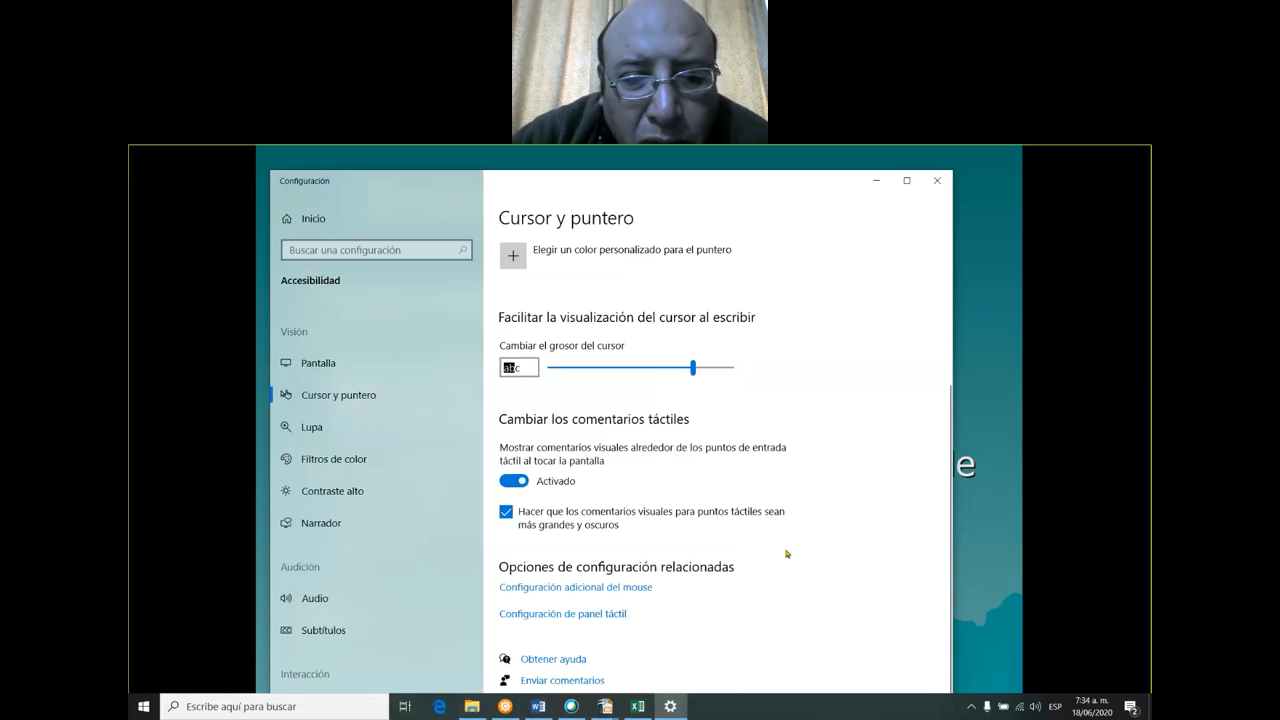 Configuración
Inicio
Buscar una configuración
Accesibilidad
Visión
Pantalla
Cursor y puntero
Lupa
Filtros de color
Contraste alto
Narrador
Audición
Audio
Subtítulos
Interacción
Cursor y puntero
Elegir un color personalizado para el puntero
Facilitar la visualización del cursor al escribir
Cambiar el grosor del cursor
abc
Cambiar los comentarios táctiles
Mostrar comentarios visuales alrededor de los puntos de entrada
táctil al tocar la pantalla
Activado
Hacer que los comentarios visuales para puntos táctiles sean
más grandes y oscuros
Opciones de configuración relacionadas
Configuración adicional del mouse
Configuración de panel táctil
Obtener ayuda
Enviar comentarios
le
Escribe aquí para buscar
ESP
7:34 a. m.
18/06/2020
2